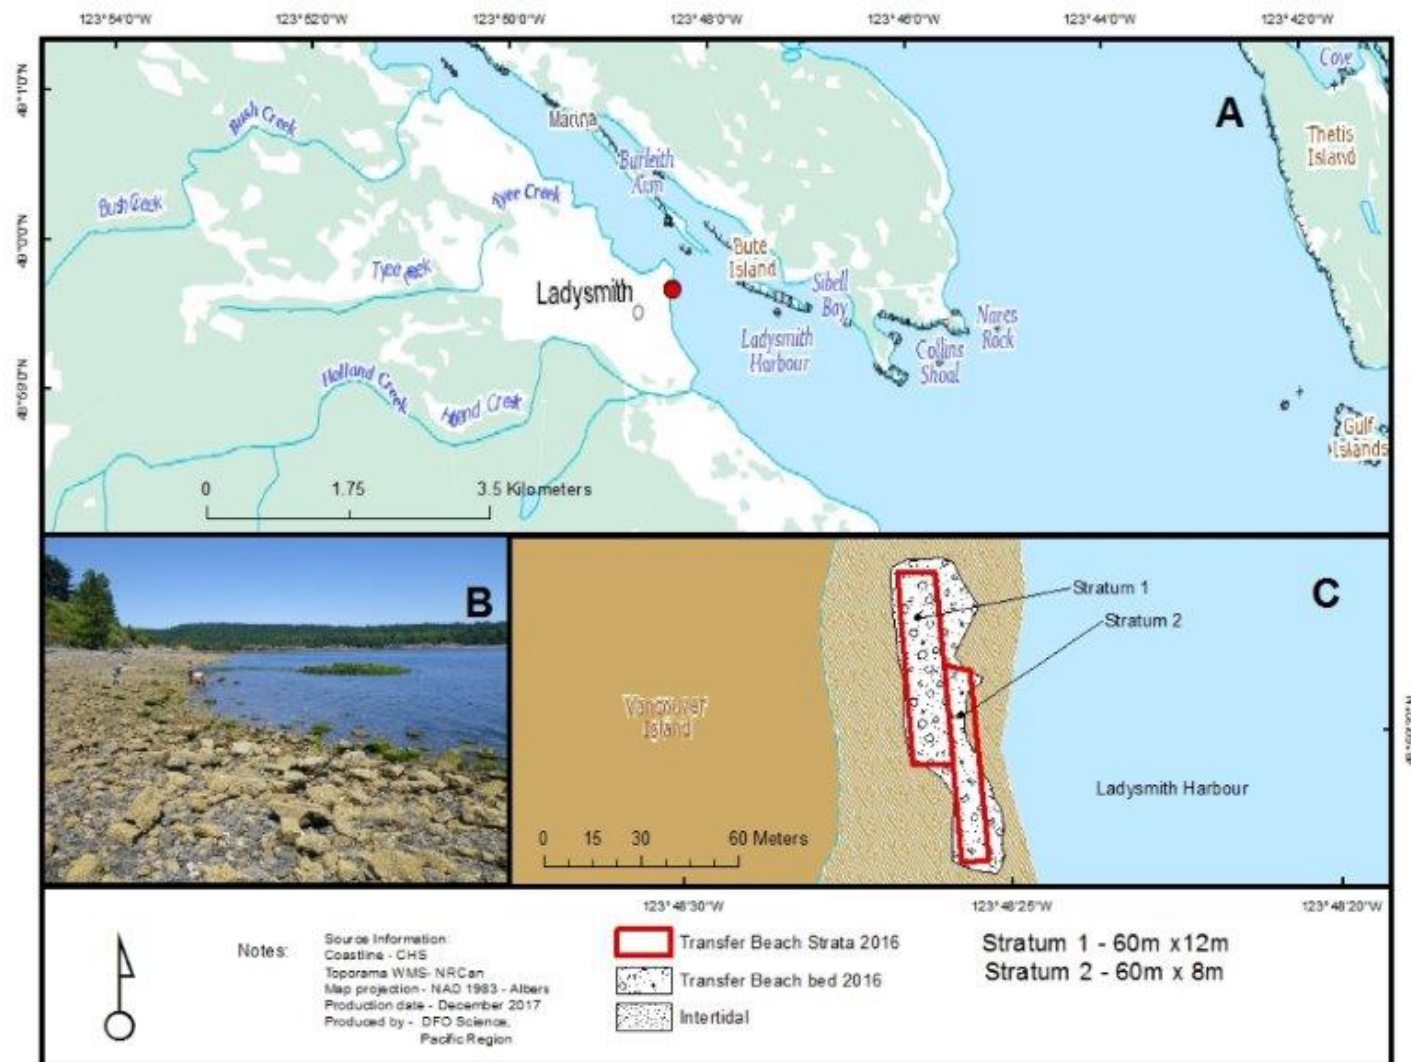 123°54'0"W
123°52'0"W
123°50'0"W
123°48'0"W
123°46'0"W
123°44'0"W
123°42'0"W
49°1'0"N
49°0'0"N
48°59'0"N
A
Cove
Marina
Bush Creek
Burleith
Arm
Thetis
Island
Bush Creek
Tyee Creek
Bute
Island
Tyee
Ladysmith
Sibell
Bay
Nares
Rock
Ladysmith
Harbour
Collins
Shoal
Holland Creek
Creek
Gulf
Islands
0
1.75
3.5 Kilometers
B
C
Stratum 1
Stratum 2
Vancouver
Island
Ladysmith Harbour
0
15
30
60 Meters
123°48'30"W
123°48'25"W
123°48'20"W
Notes:
Source Information:
Coastline - CHS
Toporama WMS- NRCan
Map projection - NAD 1983 - Albers
Production date - December 2017
Produced by - DFO Science,
Pacific Region
Transfer Beach Strata 2016
Transfer Beach bed 2016
Intertidal
Stratum 1 - 60m x12m
Stratum 2 - 60m x 8m